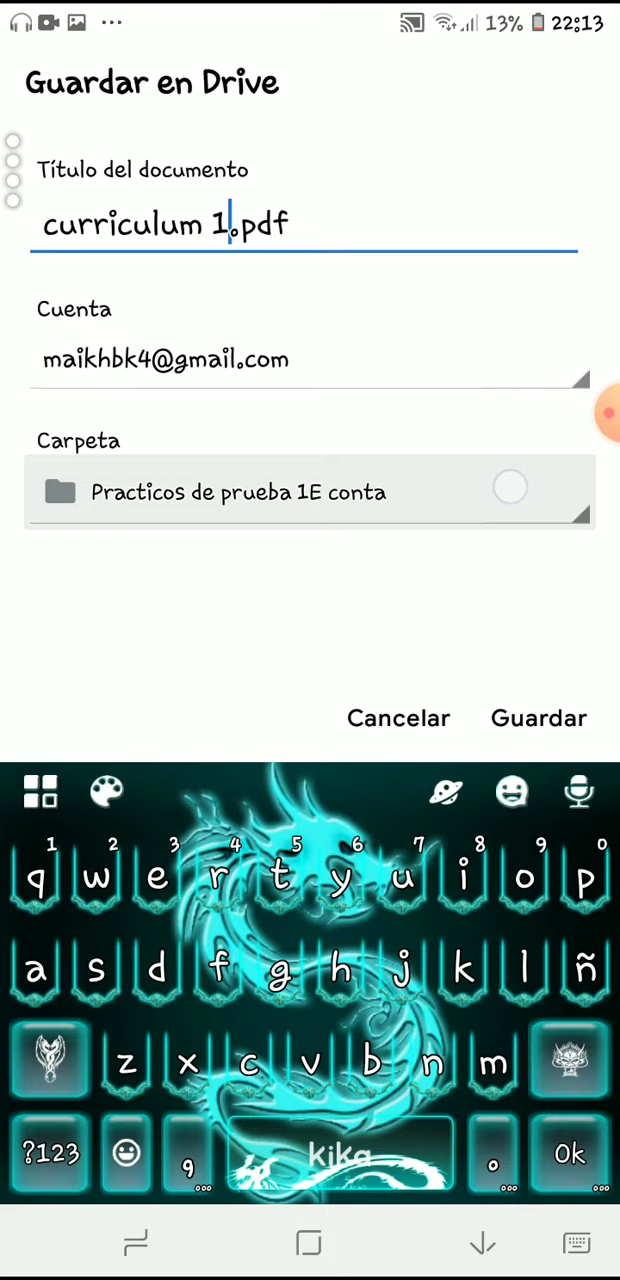 13% 22:13
Guardar en Drive
Título del documento
curriculum 1.pdf
Cuenta
maikhbk4@gmail.com
Carpeta
Practicos de prueba 1E conta
Cancelar Guardar
1 2 3 4 5 6 7 8 9 0
q w e r t y u i o p
a s d f g h j k l ñ
z x c v b n m
?123 , kika . Ok